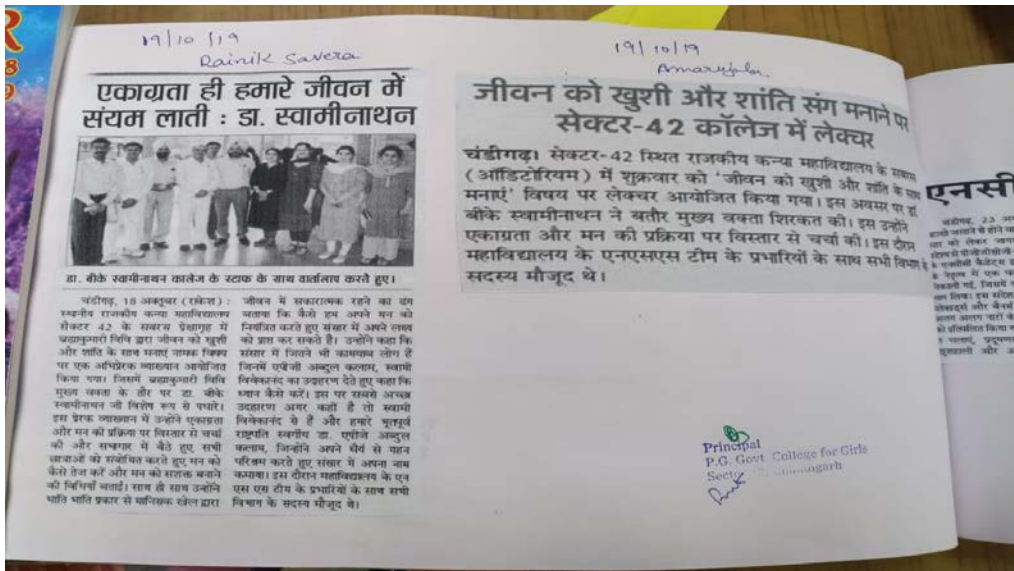 19/10/19
Dainik Savera
एकाग्रता ही हमारे जीवन में
संयम लाती : डा. स्वामीनाथन
डा. बीके स्वामीनाथन कालेज के स्टाफ के साथ वार्तालाप करते हुए।
चंडीगढ़, 18 अक्तूबर (राकेश) :
स्थानीय राजकीय कन्या महाविद्यालय
सैक्टर 42 के सबरस प्रेक्षागृह में
ब्रह्माकुमारी विवि द्वारा जीवन को खुशी
और शांति के साथ मनाएं नामक विषय
पर एक अभिप्रेरक व्याख्यान आयोजित
किया गया। जिसमें ब्रह्माकुमारी विवि
मुख्य वक्ता के तौर पर डा. बीके
स्वामीनाथन जी विशेष रूप से पधारे।
इस प्रेरक व्याख्यान में उन्होंने एकाग्रता
और मन की प्रक्रिया पर विस्तार से चर्चा
की और सभागार में बैठे हुए सभी
छात्राओं को संबोधित करते हुए मन को
कैसे तेज करें और मन को सशक्त बनाने
की विधियां बताईं। साथ ही साथ उन्होंने
भांति भांति प्रकार से मानिसक खेल द्वारा
जीवन में सकारात्मक रहने का ढंग
बताया कि कैसे हम अपने मन को
नियंत्रित करते हुए संसार में अपने लक्ष्य
को प्राप्त कर सकते हैं। उन्होंने कहा कि
संसार में जितने भी कामयाब लोग हैं
जिनमें एपीजी अब्दुल कलाम, स्वामी
विवेकानंद का उदाहरण देते हुए कहा कि
ध्यान कैसे करें। इस पर सबसे अच्छा
उदहारण अगर कहीं है तो स्वामी
विवेकानंद से हैं और हमारे भूतपूर्व
राष्ट्रपति स्वर्गीय डा. एपीजे अब्दुल
कलाम, जिन्होंने अपने धैर्य से गहन
परिश्रम करते हुए संसार में अपना नाम
कमाया। इस दौरान महाविद्यालय के एन
एस एस टीम के प्रभारियों के साथ सभी
विभाग के सदस्य मौजूद थे।
19/10/19
Amarujala
जीवन को खुशी और शांति संग मनाने पर
सेक्टर-42 कॉलेज में लेक्चर
चंडीगढ़। सेक्टर-42 स्थित राजकीय कन्या महाविद्यालय के सबरस
(ऑडिटोरियम) में शुक्रवार को 'जीवन को खुशी और शांति के साथ
मनाएं' विषय पर लेक्चर आयोजित किया गया। इस अवसर पर डॉ.
बीके स्वामीनाथन ने बतौर मुख्य वक्ता शिरकत की। इस उन्होंने
एकाग्रता और मन की प्रक्रिया पर विस्तार से चर्चा की। इस दौरान
महाविद्यालय के एनएसएस टीम के प्रभारियों के साथ सभी विभाग के
सदस्य मौजूद थे।
Principal
P.G. Govt. College for Girls
एनसी
चंडीगढ़, 23